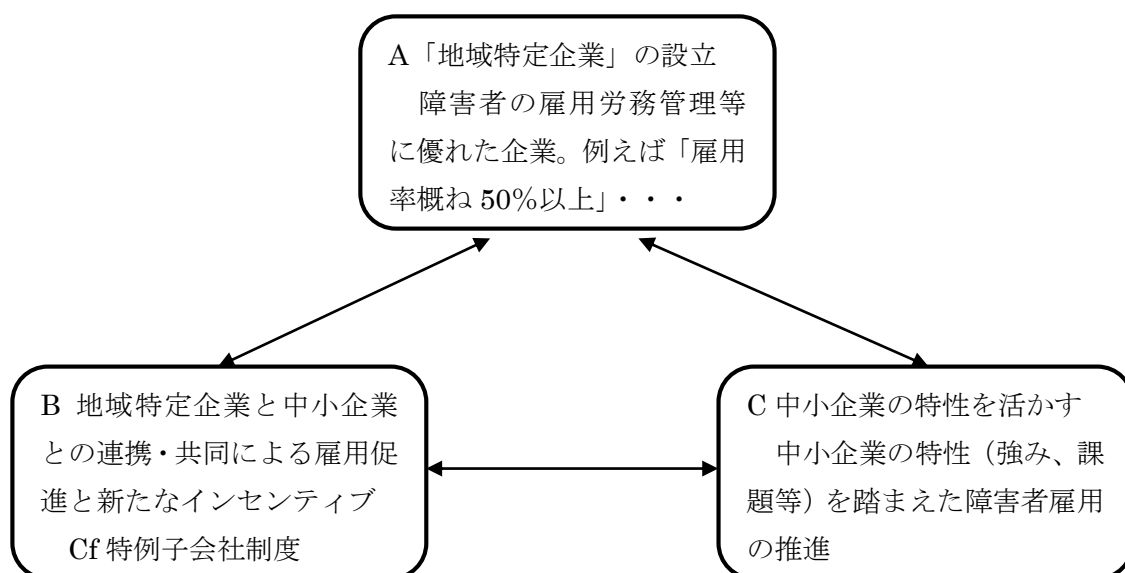 A「地域特定企業」の設立
障害者の雇用労務管理等
に優れた企業。例えば「雇用
率概ね 50%以上」・・・
B 地域特定企業と中小企業
との連携・共同による雇用促
進と新たなインセンティブ
Cf 特例子会社制度
C 中小企業の特性を活かす
中小企業の特性（強み、課
題等）を踏まえた障害者雇用
の推進